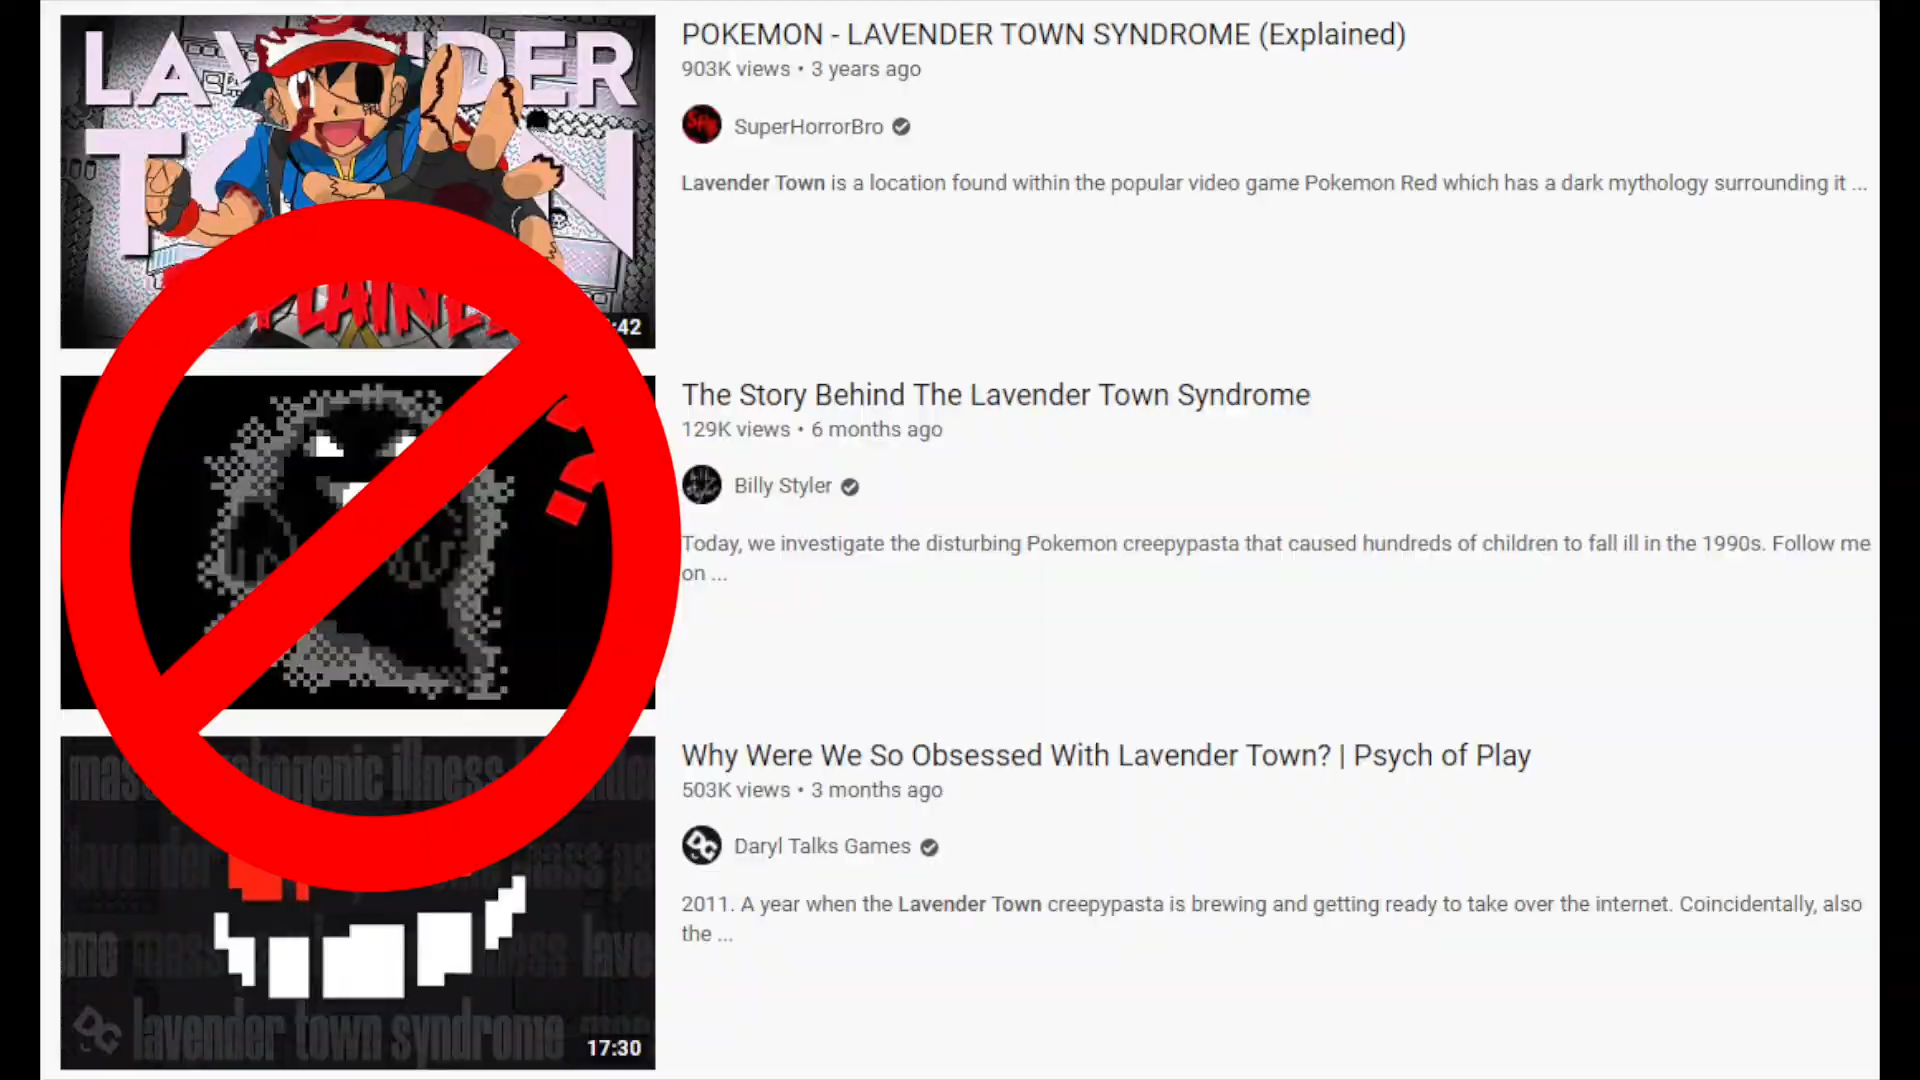 LAVENDER
TOWN
:42
POKEMON - LAVENDER TOWN SYNDROME (Explained)
903K views • 3 years ago
SuperHorrorBro
Lavender Town is a location found within the popular video game Pokemon Red which has a dark mythology surrounding it ...
The Story Behind The Lavender Town Syndrome
129K views • 6 months ago
Billy Styler
Today, we investigate the disturbing Pokemon creepypasta that caused hundreds of children to fall ill in the 1990s. Follow me
on ...
illness
lavender
mass
lavender town syndrome
17:30
Why Were We So Obsessed With Lavender Town? | Psych of Play
503K views • 3 months ago
Daryl Talks Games
2011. A year when the Lavender Town creepypasta is brewing and getting ready to take over the internet. Coincidentally, also
the ...